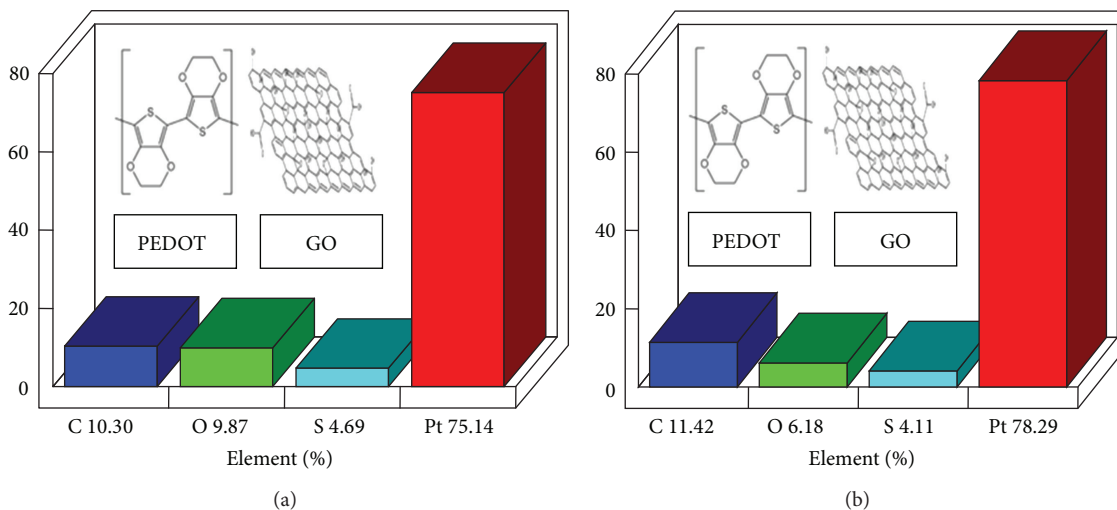 80
60
40
20
0
O
O
S
S
O
O
PEDOT
GO
C 10.30 O 9.87 S 4.69 Pt 75.14
Element (%)
(a)
80
60
40
20
0
O
O
S
S
O
O
PEDOT
GO
C 11.42 O 6.18 S 4.11 Pt 78.29
Element (%)
(b)